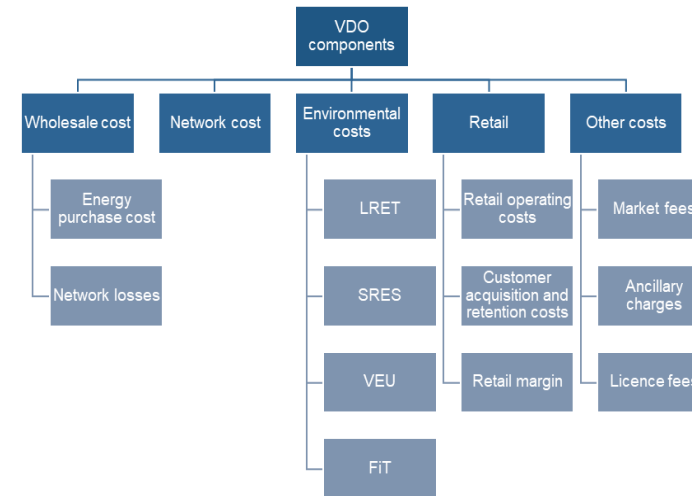 VDO
components
Wholesale cost
Network cost
Environmental
costs
Retail
Other costs
Energy
purchase cost
LRET
Retail operating
costs
Market fees
Network losses
SRES
Customer
acquisition and
retention costs
Ancillary
charges
VEU
Retail margin
Licence fees
FiT